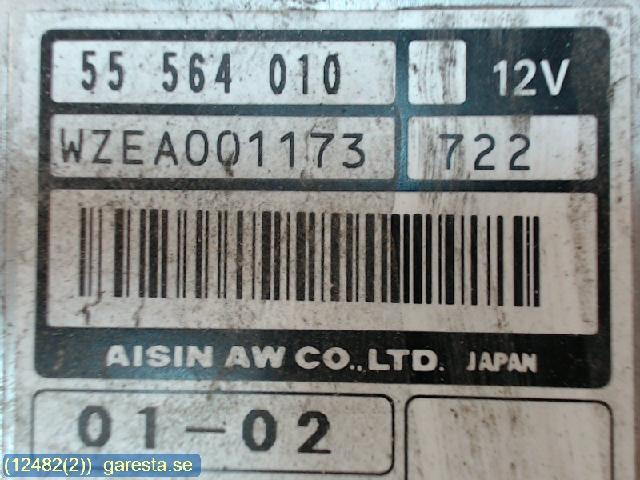 55 564 010 12V
WZEA001173 722
AISIN AW CO., LTD. JAPAN
01-02
(12482(2)) garesta.se